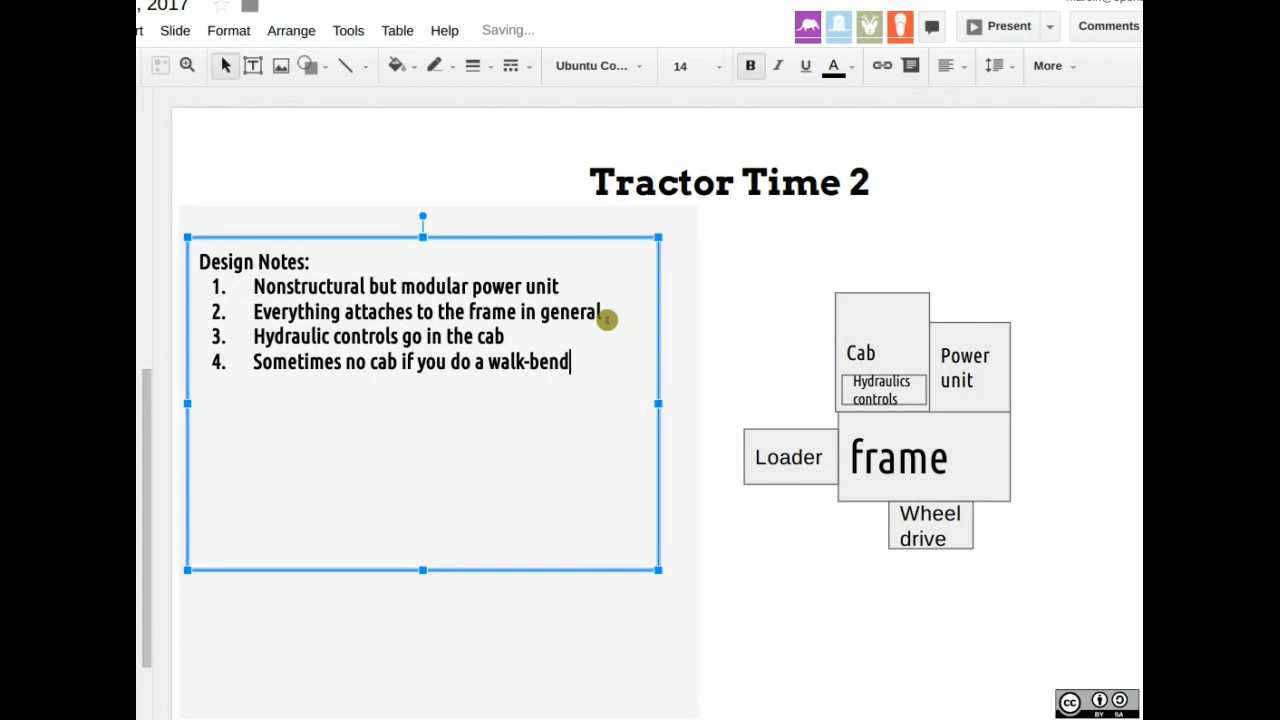 , 2017
Slide Format Arrange Tools Table Help Saving...
Present Comments
Ubuntu Co... 14 B I U A More
Tractor Time 2
Design Notes:
1. Nonstructural but modular power unit
2. Everything attaches to the frame in general
3. Hydraulic controls go in the cab
4. Sometimes no cab if you do a walk-bend
Cab
Power
unit
Hydraulics
controls
Loader
frame
Wheel
drive
cc
BY SA